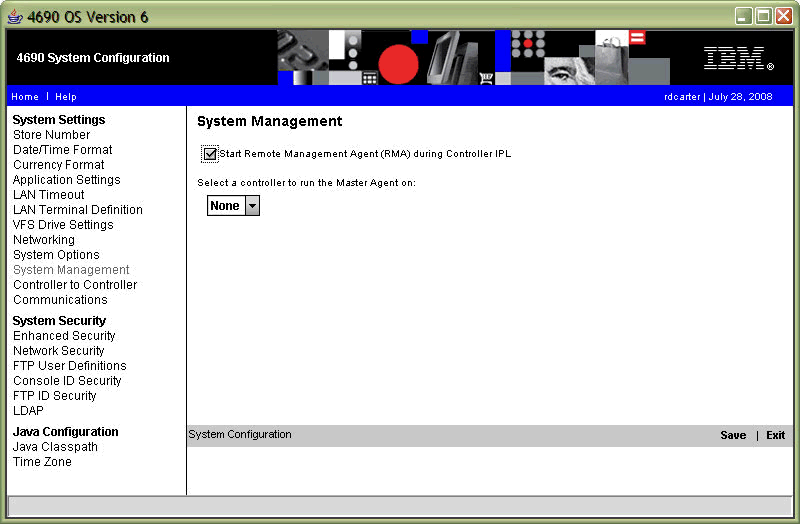 4690 OS Version 6
4690 System Configuration
IBM®
Home | Help
rdcarter | July 28, 2008
System Settings
Store Number
Date/Time Format
Currency Format
Application Settings
LAN Timeout
LAN Terminal Definition
VFS Drive Settings
Networking
System Options
System Management
Controller to Controller
Communications
System Security
Enhanced Security
Network Security
FTP User Definitions
Console ID Security
FTP ID Security
LDAP
Java Configuration
Java Classpath
Time Zone
System Management
Start Remote Management Agent (RMA) during Controller IPL
Select a controller to run the Master Agent on:
None
System Configuration
Save | Exit